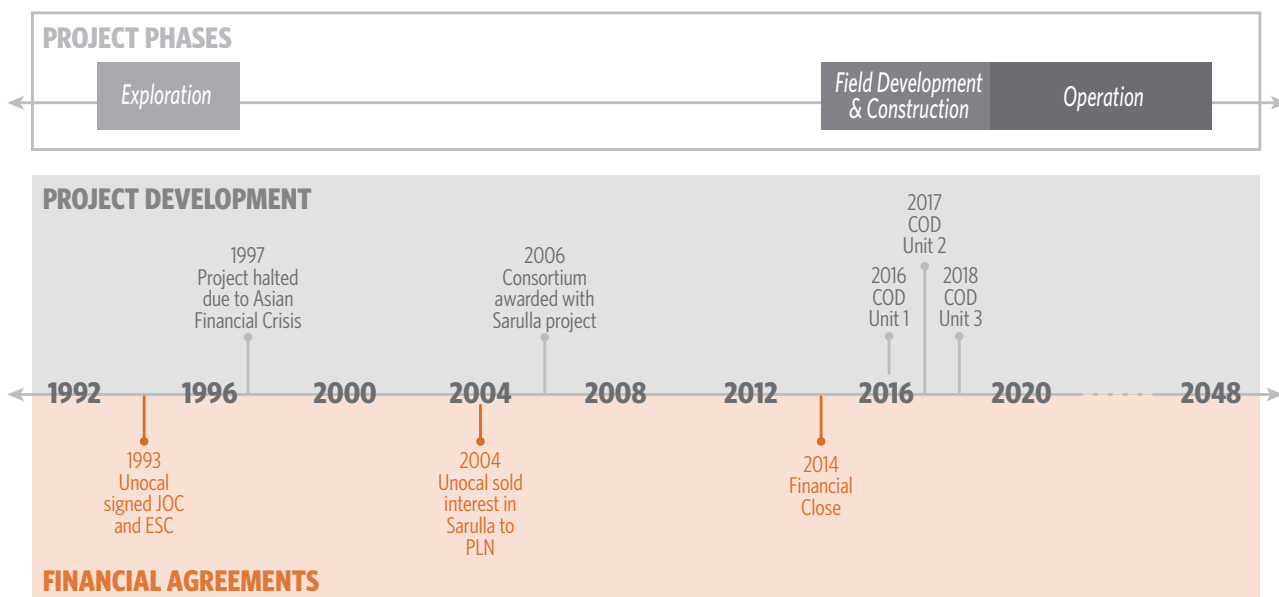 PROJECT PHASES
Exploration
Field Development
& Construction
Operation
PROJECT DEVELOPMENT
1997
Project halted
due to Asian
Financial Crisis
2006
Consortium
awarded with
Sarulla project
2016
COD
Unit 1
2017
COD
Unit 2
2018
COD
Unit 3
1992 1996 2000 2004 2008 2012 2016 2020 2048
1993
Unocal
signed JOC
and ESC
2004
Unocal sold
interest in
Sarulla to
PLN
2014
Financial
Close
FINANCIAL AGREEMENTS